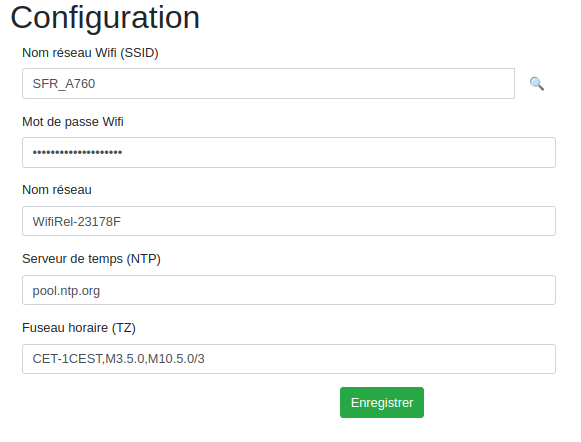 Configuration
Nom réseau Wifi (SSID)
SFR_A760
Mot de passe Wifi
••••••••••••••••••••
Nom réseau
WifiRel-23178F
Serveur de temps (NTP)
pool.ntp.org
Fuseau horaire (TZ)
CET-1CEST,M3.5.0,M10.5.0/3
Enregistrer